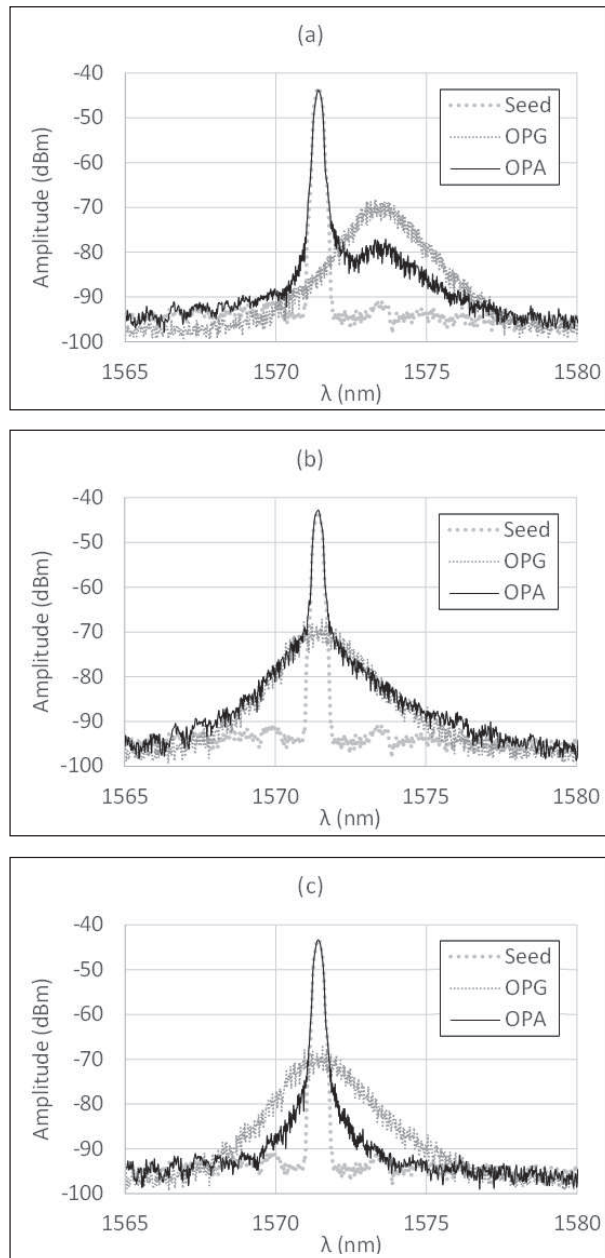 (a)
-40
-50
-60
-70
-80
-90
-100
Amplitude (dBm)
Seed
OPG
OPA
1565 1570 1575 1580
λ (nm)
(b)
-40
-50
-60
-70
-80
-90
-100
Amplitude (dBm)
Seed
OPG
OPA
1565 1570 1575 1580
λ (nm)
(c)
-40
-50
-60
-70
-80
-90
-100
Amplitude (dBm)
Seed
OPG
OPA
1565 1570 1575 1580
λ (nm)